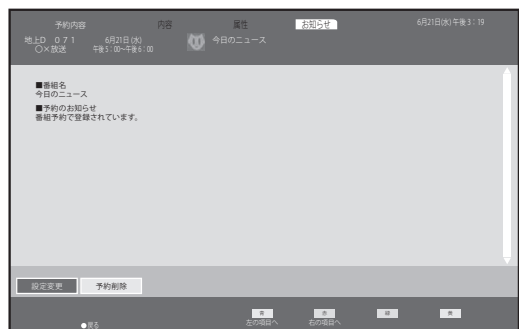 予約内容 内容 属性 お知らせ 6月21日(水)午後3:19
地上D 071 6月21日(水) 今日のニュース
○×放送 午後5:00~午後6:00
■番組名
今日のニュース
■予約のお知らせ
番組予約で登録されています。
設定変更 予約削除
青 赤 緑 黄
左の項目へ 右の項目へ
●戻る